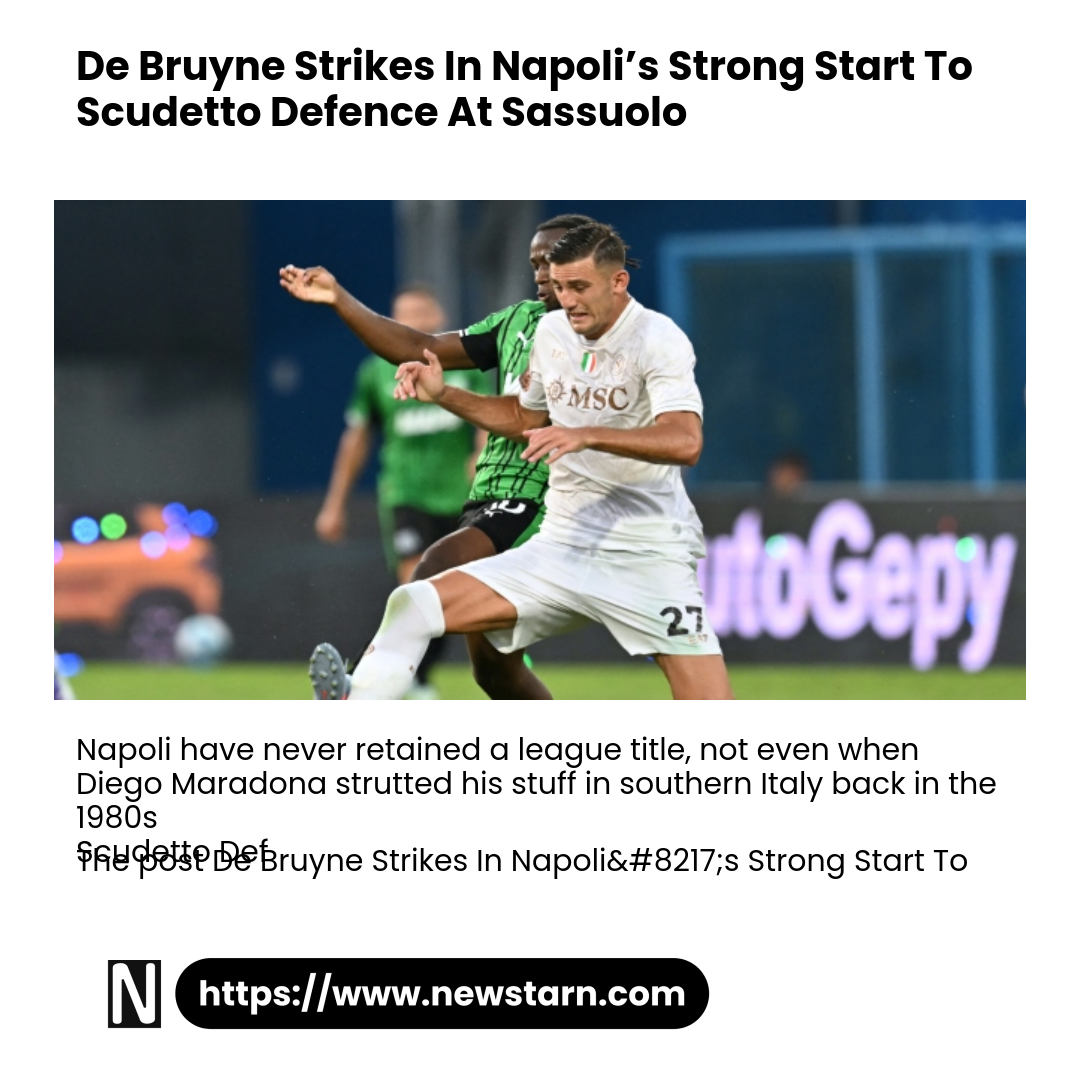 De Bruyne Strikes In Napoli’s Strong Start To
Scudetto Defence At Sassuolo
MSC
27
utoGepy
Napoli have never retained a league title, not even when
Diego Maradona strutted his stuff in southern Italy back in the
1980s
Scudetto Def
The post De Bruyne Strikes In Napoli&#8217;s Strong Start To
N
https://www.newstarn.com